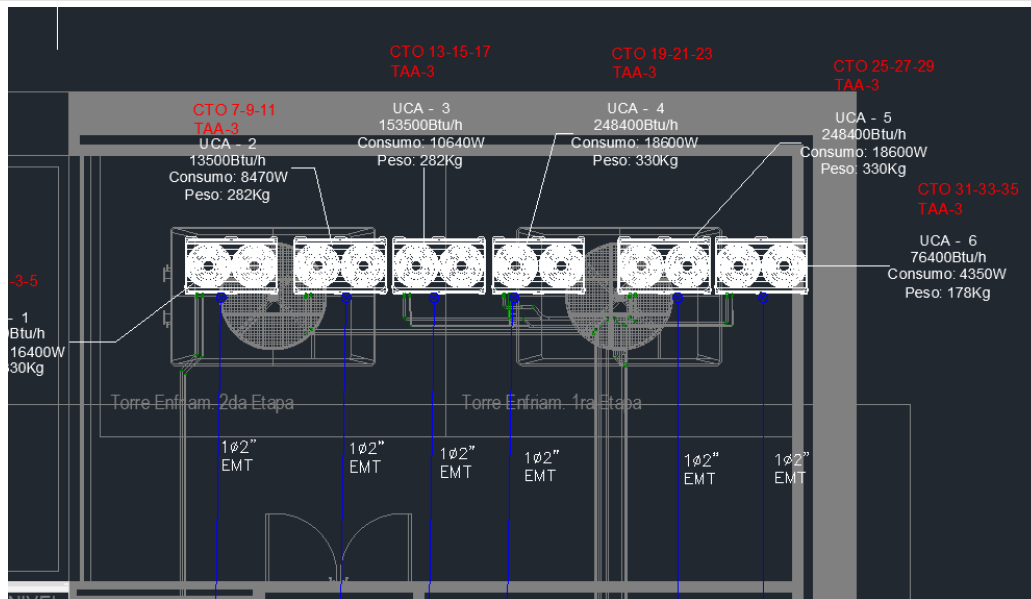 CTO 13-15-17
TAA-3
CTO 19-21-23
TAA-3
CTO 25-27-29
TAA-3
CTO 7-9-11
TAA-3
UCA - 2
13500Btu/h
Consumo: 8470W
Peso: 282Kg
UCA - 3
153500Btu/h
Consumo: 10640W
Peso: 282Kg
UCA - 4
248400Btu/h
Consumo: 18600W
Peso: 330Kg
UCA - 5
248400Btu/h
Consumo: 18600W
Peso: 330Kg
CTO 31-33-35
TAA-3
UCA - 6
76400Btu/h
Consumo: 4350W
Peso: 178Kg
-3-5
- 1
0Btu/h
16400W
330Kg
Torre Enfriam. 2da Etapa
Torre Enfriam. 1ra Etapa
1ø2”
EMT
1ø2”
EMT
1ø2”
EMT
1ø2”
EMT
1ø2”
EMT
1ø2”
EMT